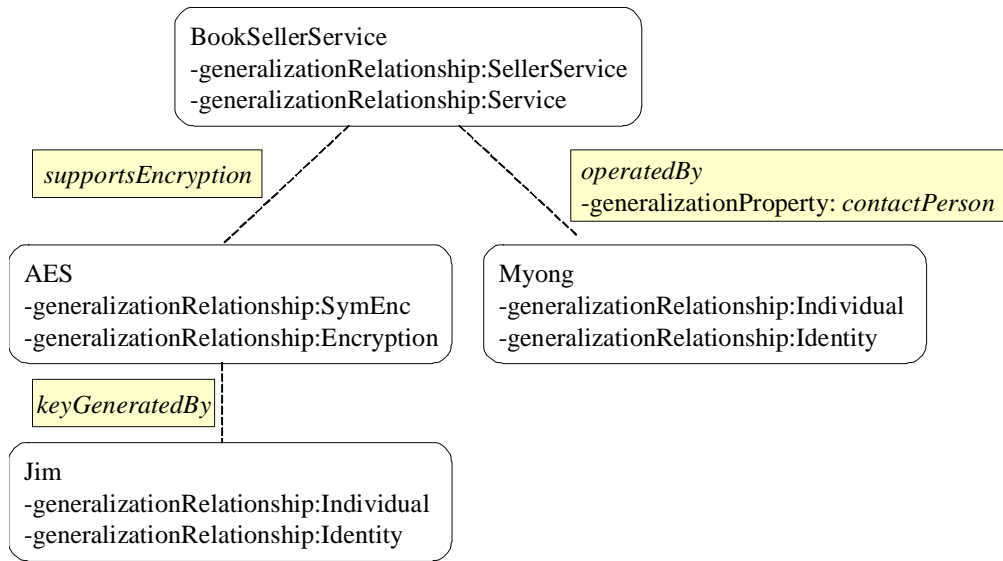 BookSellerService
-generalizationRelationship:SellerService
-generalizationRelationship:Service
supportsEncryption
operatedBy
-generalizationProperty: contactPerson
AES
-generalizationRelationship:SymEnc
-generalizationRelationship:Encryption
Myong
-generalizationRelationship:Individual
-generalizationRelationship:Identity
keyGeneratedBy
Jim
-generalizationRelationship:Individual
-generalizationRelationship:Identity